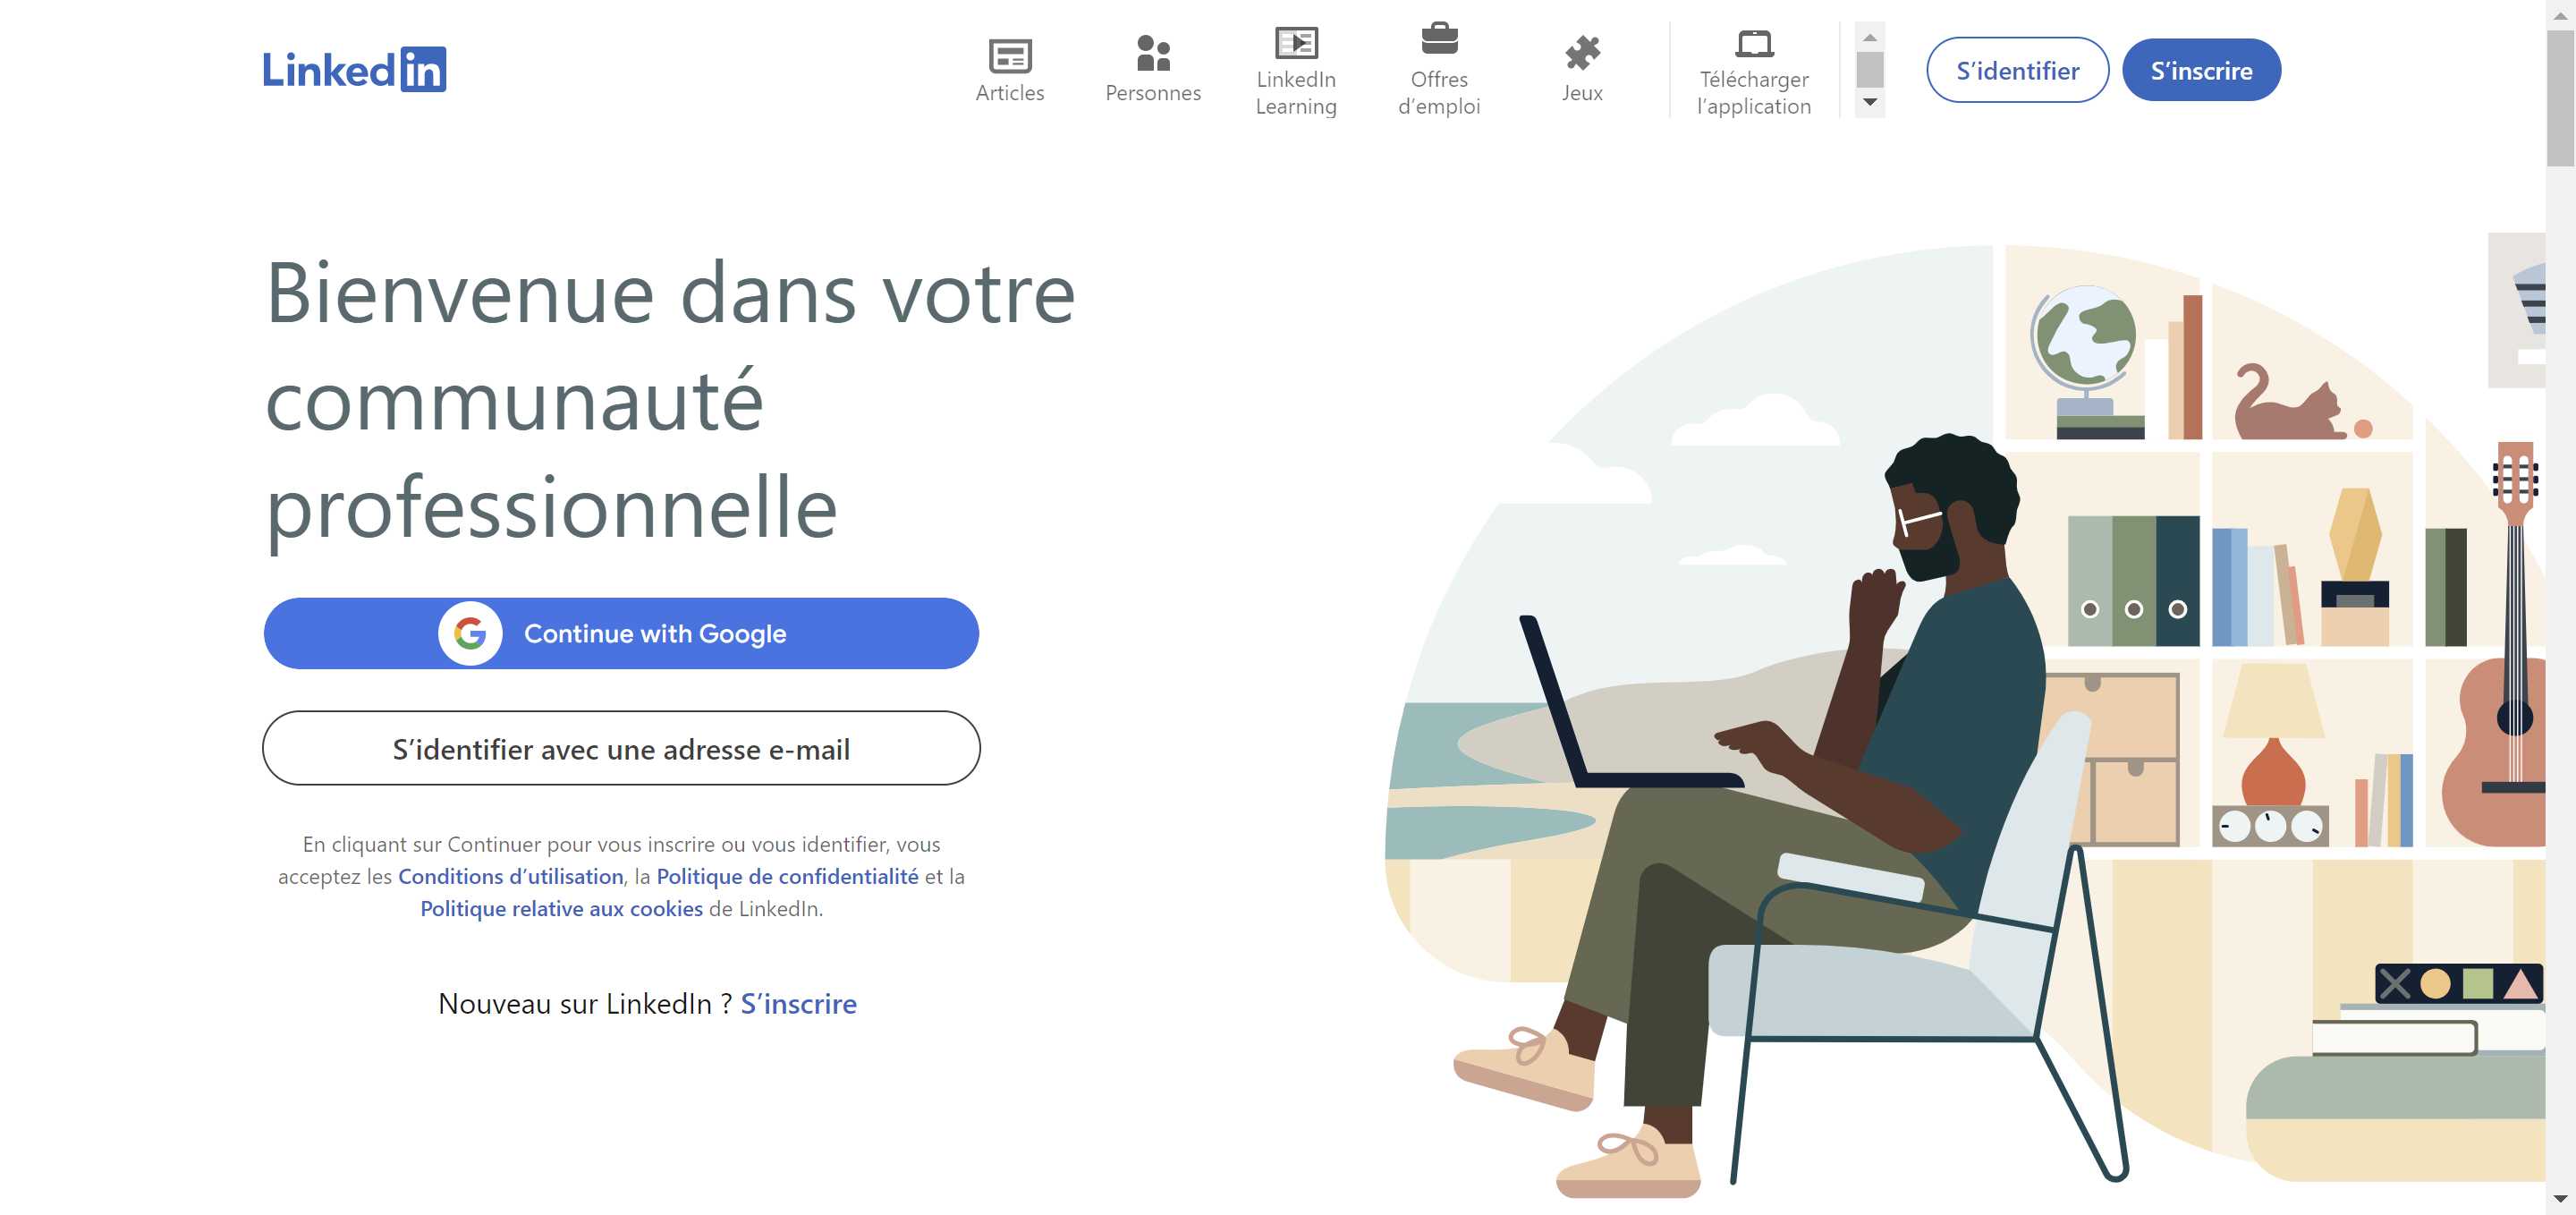 Linked in
Articles
Personnes
LinkedIn
Learning
Offres
d’emploi
Jeux
Télécharger
l’application
S’identifier
S’inscrire
Bienvenue dans votre
communauté
professionnelle
Continue with Google
S’identifier avec une adresse e-mail
En cliquant sur Continuer pour vous inscrire ou vous identifier, vous
acceptez les Conditions d’utilisation, la Politique de confidentialité et la
Politique relative aux cookies de LinkedIn.
Nouveau sur LinkedIn ? S’inscrire